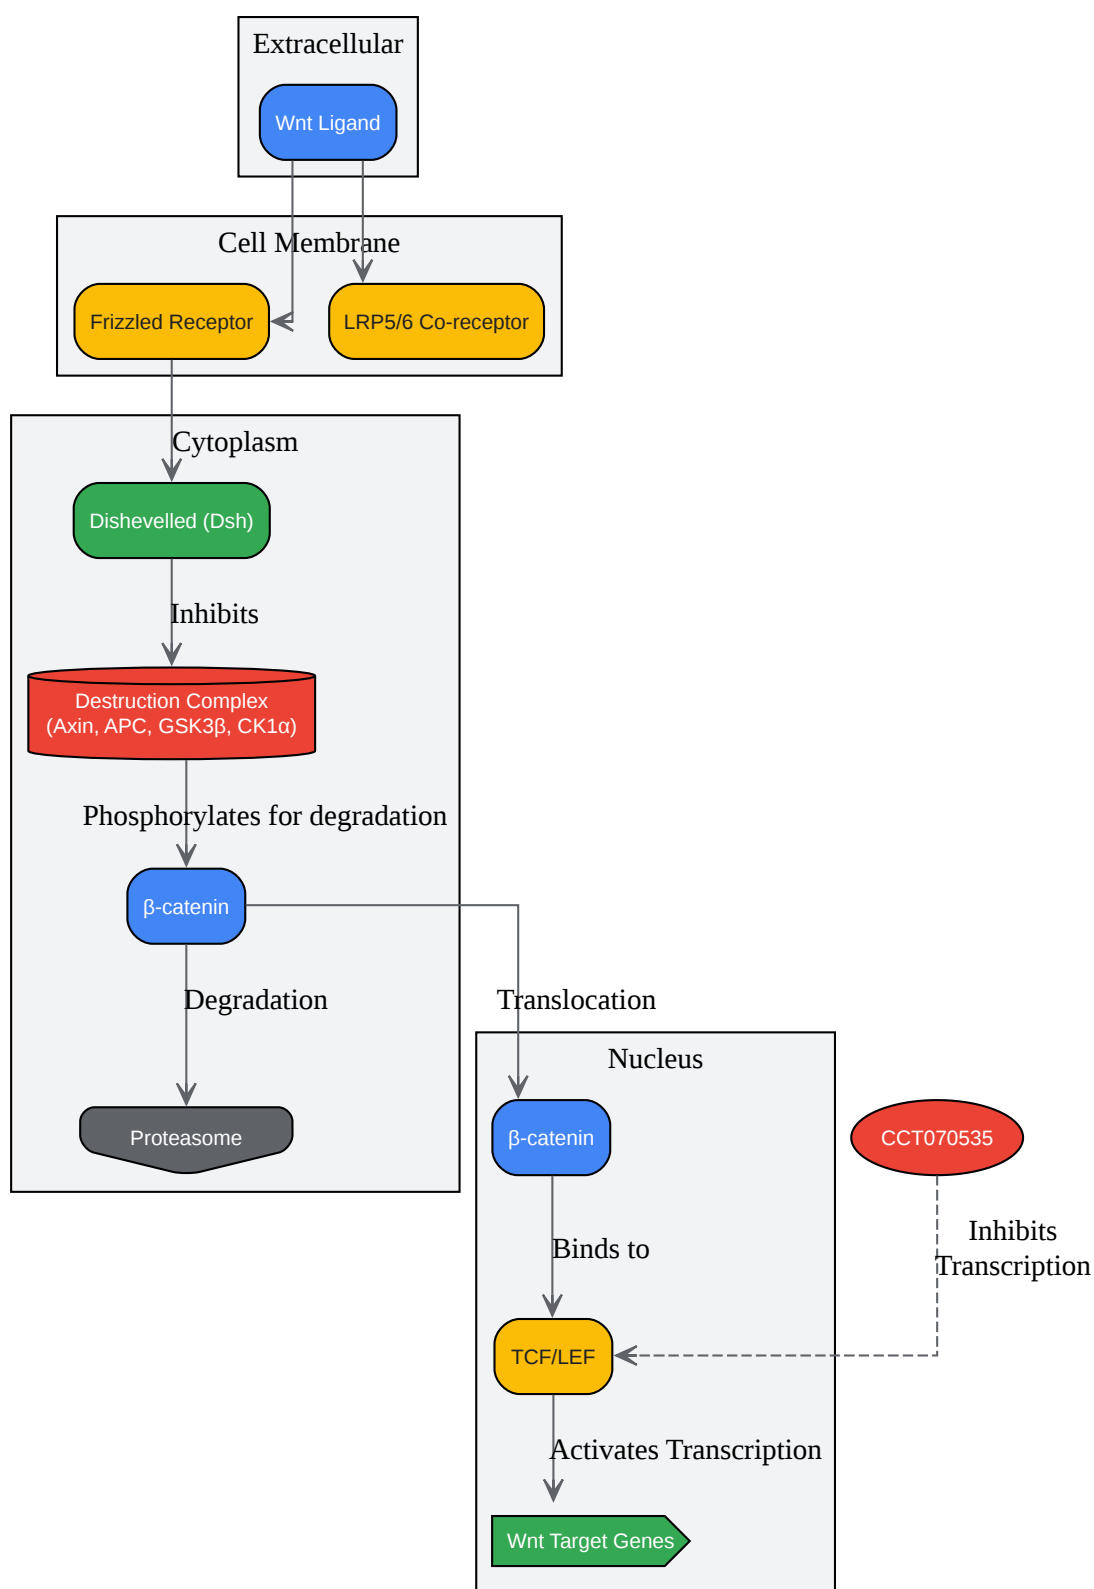 Extracellular
Wnt Ligand
Cell Membrane
Frizzled Receptor
LRP5/6 Co-receptor
Cytoplasm
Dishevelled (Dsh)
Inhibits
Destruction Complex
(Axin, APC, GSK3β, CK1α)
Phosphorylates for degradation
β-catenin
Degradation
Translocation
Proteasome
Nucleus
β-catenin
CCT070535
Binds to
Inhibits
Transcription
TCF/LEF
Activates Transcription
Wnt Target Genes